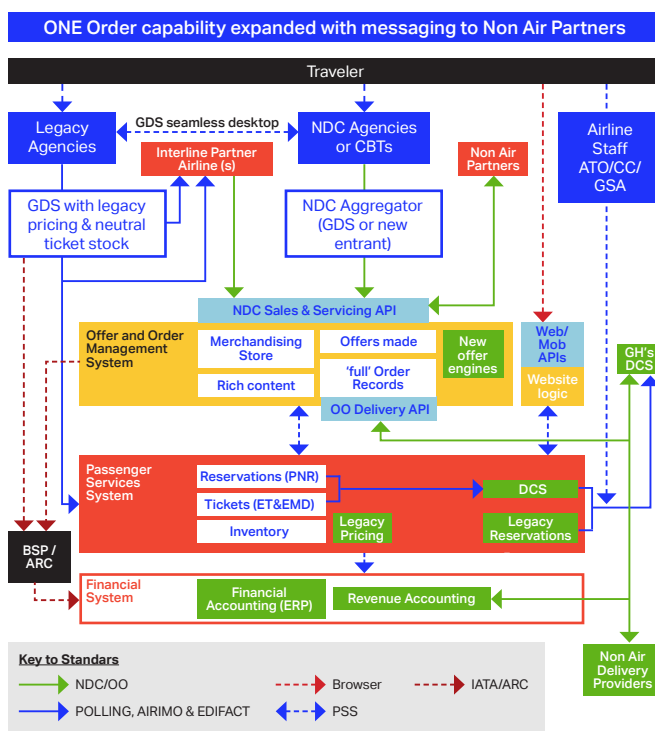 ONE Order capability expanded with messaging to Non Air Partners
Traveler
Legacy
Agencies
GDS seamless desktop
NDC Agencies
or CBTs
Airline
Staff
ATO/CC/
GSA
Interline Partner
Airline (s)
Non Air
Partners
GDS with legacy
pricing & neutral
ticket stock
NDC Aggregator
(GDS or new
entrant)
NDC Sales & Servicing API
Offer and Order
Management
System
Merchandising
Store
Rich content
Offers made
‘full’ Order
Records
New
offer
engines
OO Delivery API
Web/
Mob
APIs
Website
logic
GH's
DCS
Passenger
Services
System
Reservations (PNR)
Tickets (ET&EMD)
Inventory
Legacy
Pricing
DCS
Legacy
Reservations
BSP /
ARC
Financial
System
Financial
Accounting (ERP)
Revenue Accounting
Non Air
Delivery
Providers
Key to Standars
NDC/OO
Browser
IATA/ARC
POLLING, AIRIMO & EDIFACT
PSS